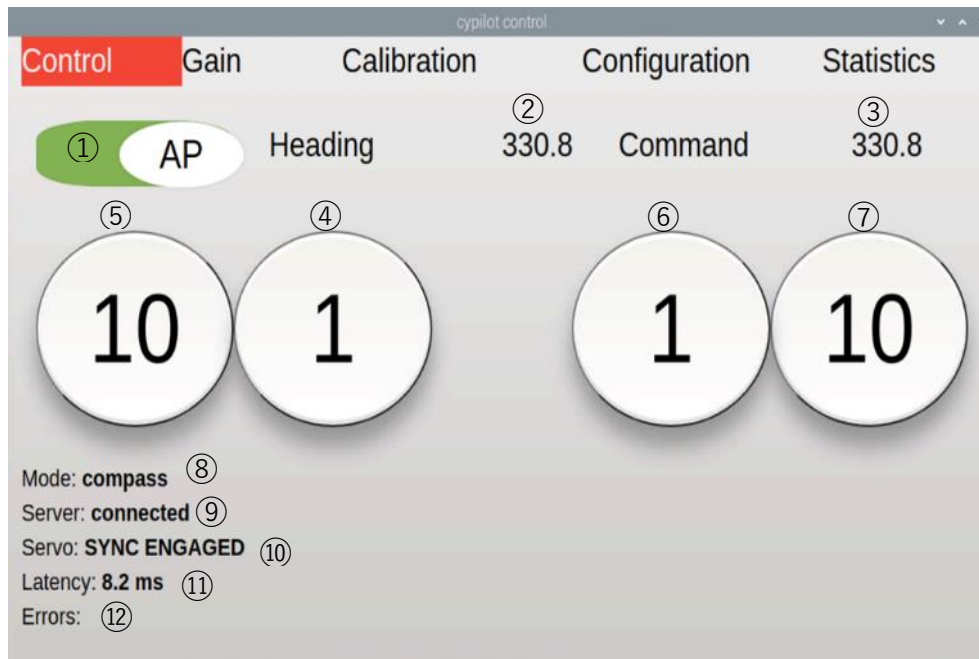 cypilot control
Control Gain Calibration Configuration Statistics
② ③
① AP Heading 330.8 Command 330.8
⑤ ④ ⑥ ⑦
10 1 1 10
Mode: compass ⑧
Server: connected ⑨
Servo: SYNC ENGAGED ⑩
Latency: 8.2 ms ⑪
Errors: ⑫